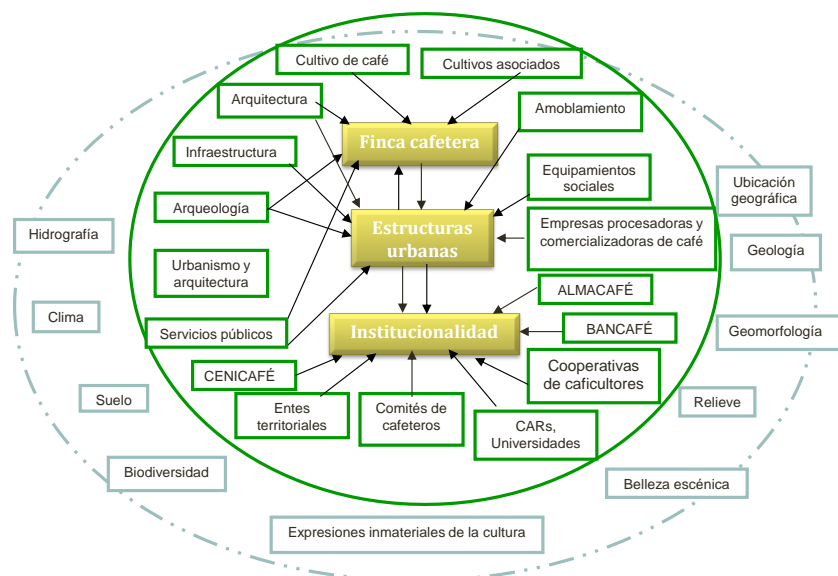 Cultivo de café
Cultivos asociados
Arquitectura
Amoblamiento
Finca cafetera
Infraestructura
Equipamientos
sociales
Ubicación
geográfica
Arqueología
Hidrografía
Estructuras
urbanas
Empresas procesadoras y
comercializadoras de café
Geología
Urbanismo y
arquitectura
ALMACAFÉ
Clima
Servicios públicos
Institucionalidad
BANCAFÉ
Geomorfología
CENICAFÉ
Cooperativas
de caficultores
Suelo
Entes
territoriales
Comités de
cafeteros
CARs,
Universidades
Relieve
Biodiversidad
Belleza escénica
Expresiones inmateriales de la cultura